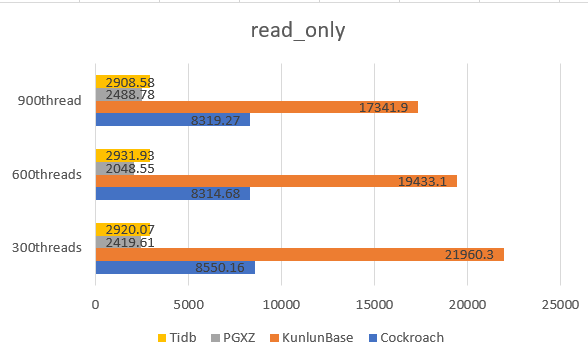 read_only
900thread
2908.58
2488.78
17341.9
8319.27
600threads
2931.93
2048.55
19433.1
8314.68
300threads
2920.07
2419.61
21960.3
8550.16
0 5000 10000 15000 20000 25000
Tidb PGXZ KunlunBase Cockroach